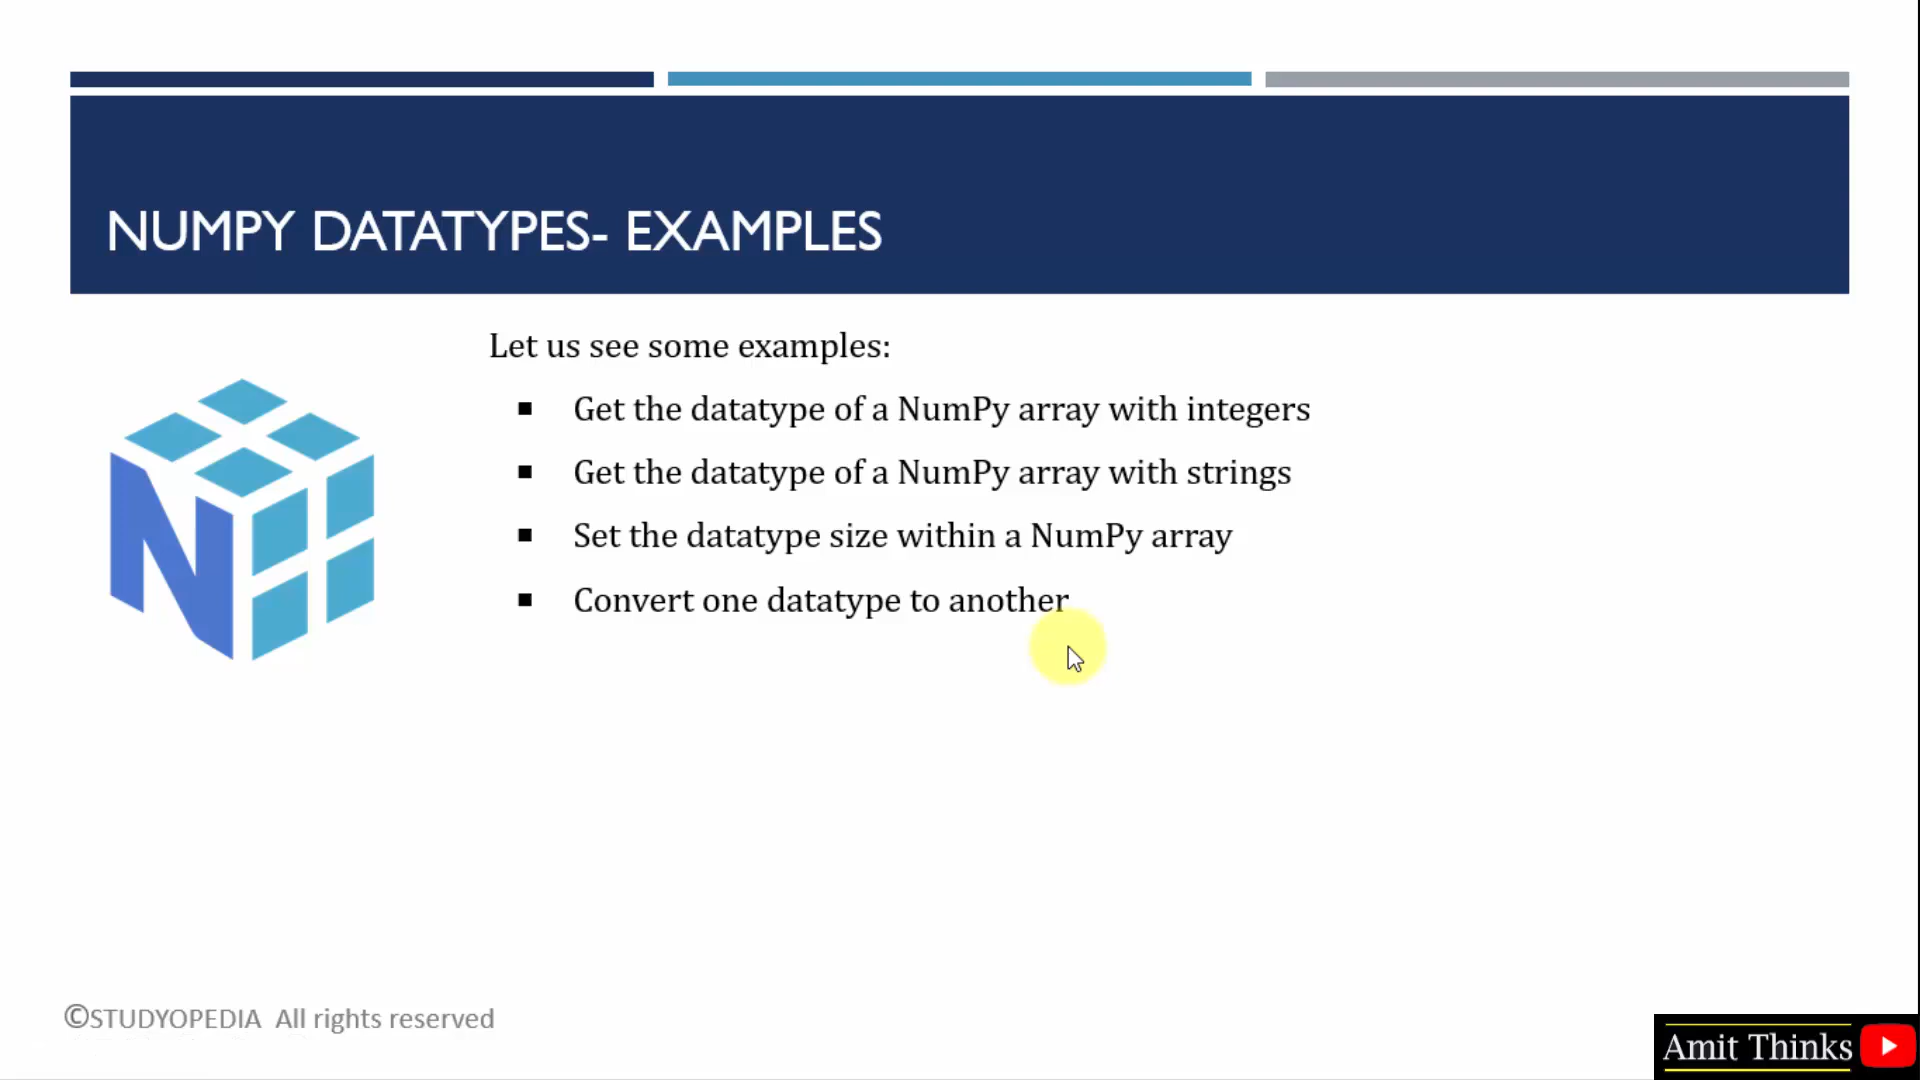 NUMPY DATATYPES- EXAMPLES
Let us see some examples:
▪ Get the datatype of a NumPy array with integers
▪ Get the datatype of a NumPy array with strings
▪ Set the datatype size within a NumPy array
▪ Convert one datatype to another
©STUDYOPEDIA All rights reserved
Amit Thinks